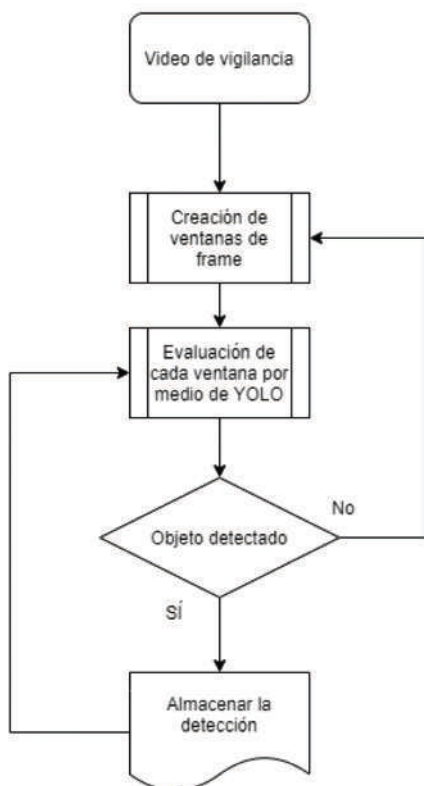 Video de vigilancia
Creación de
ventanas de
frame
Evaluación de
cada ventana por
medio de YOLO
Objeto detectado
No
SÍ
Almacenar la
detección